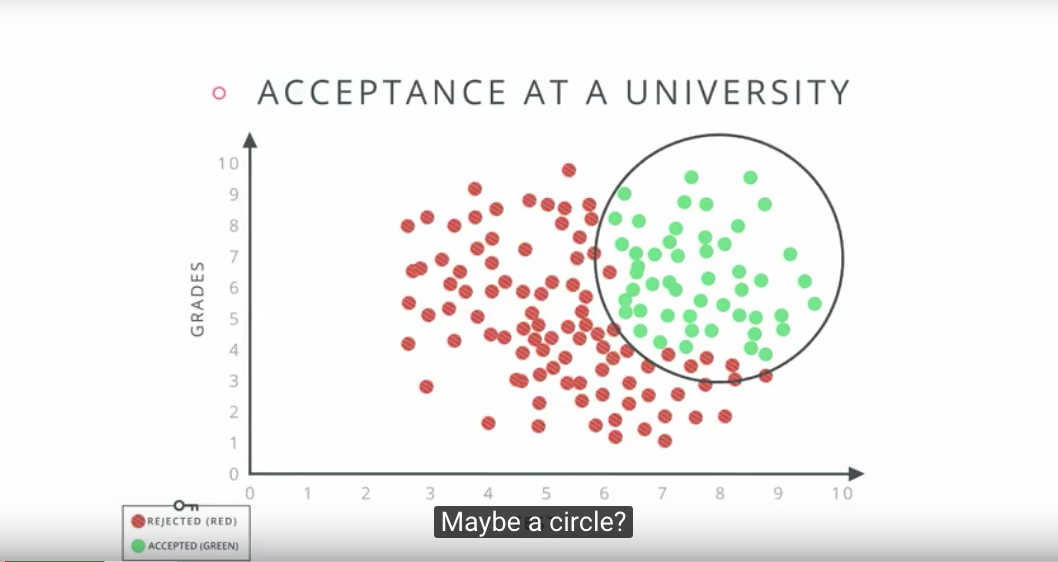 ACCEPTANCE AT A UNIVERSITY
10
9
8
7
6
5
4
3
2
1
0
GRADES
0 1 2 3 4 5 6 7 8 9 10
REJECTED (RED)
ACCEPTED (GREEN)
Maybe a circle?